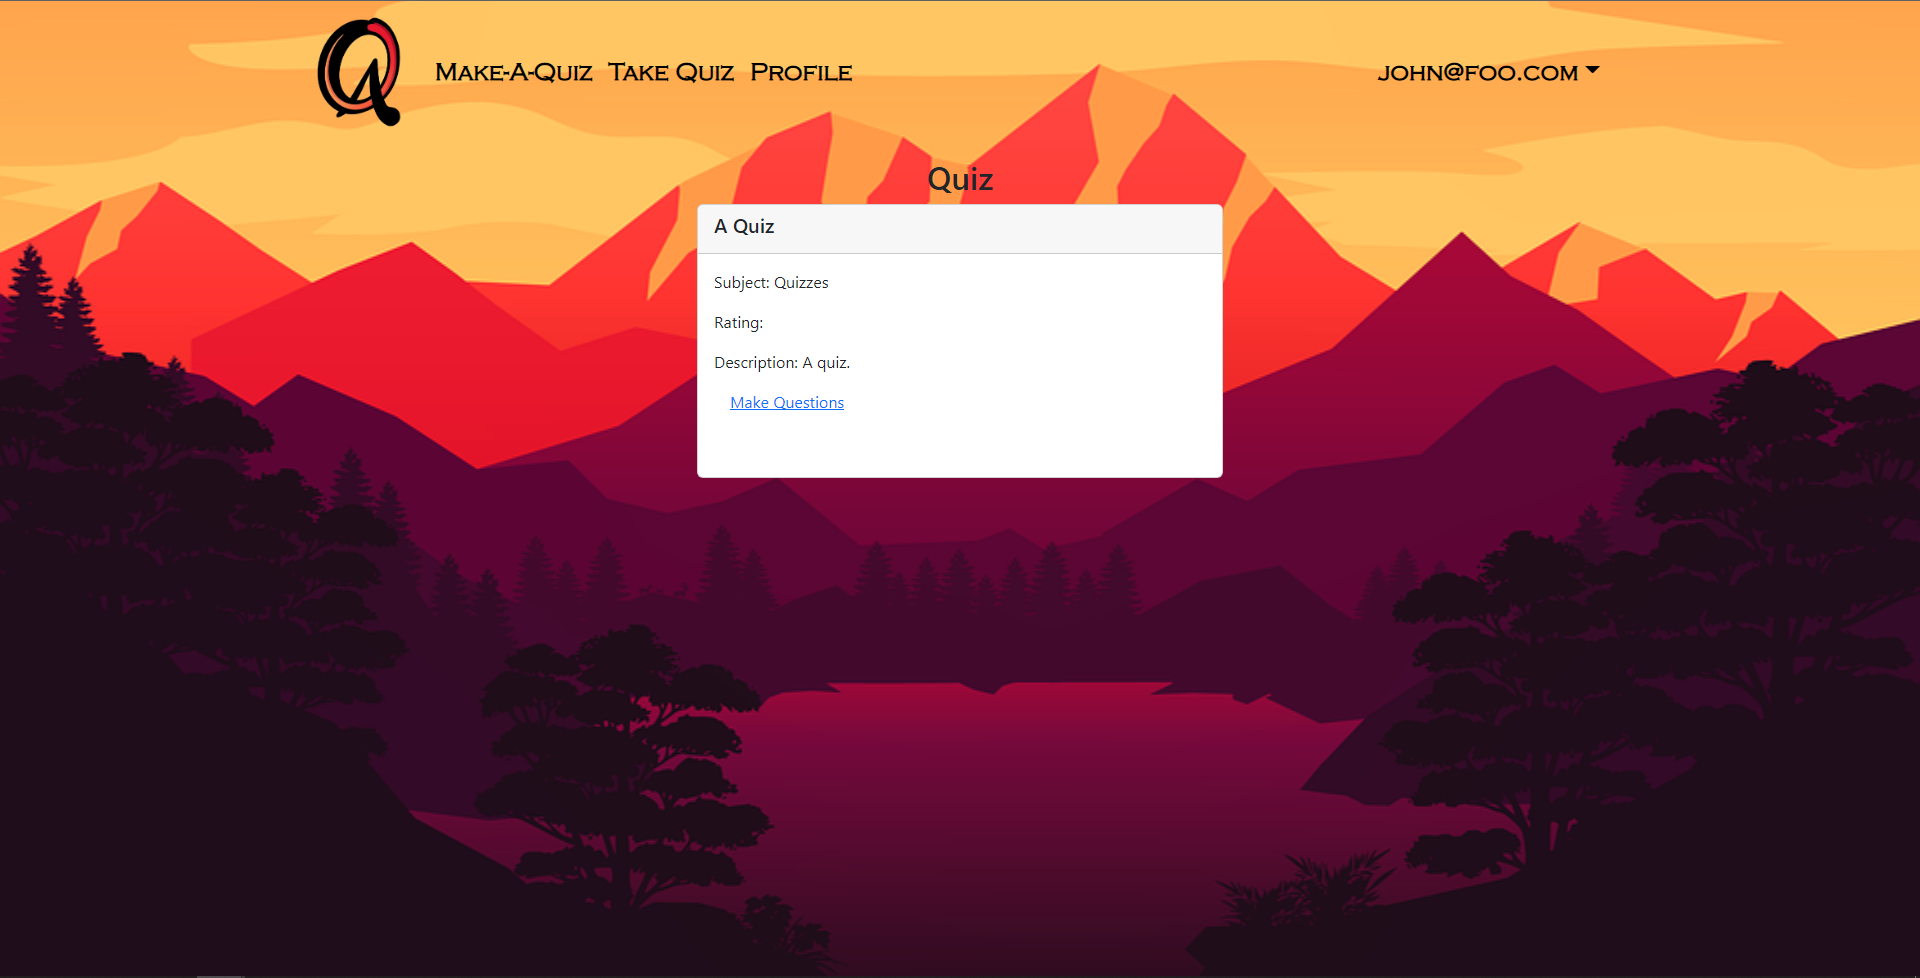 Q
Make-A-Quiz Take Quiz Profile
john@foo.com
Quiz
A Quiz
Subject: Quizzes
Rating:
Description: A quiz.
Make Questions